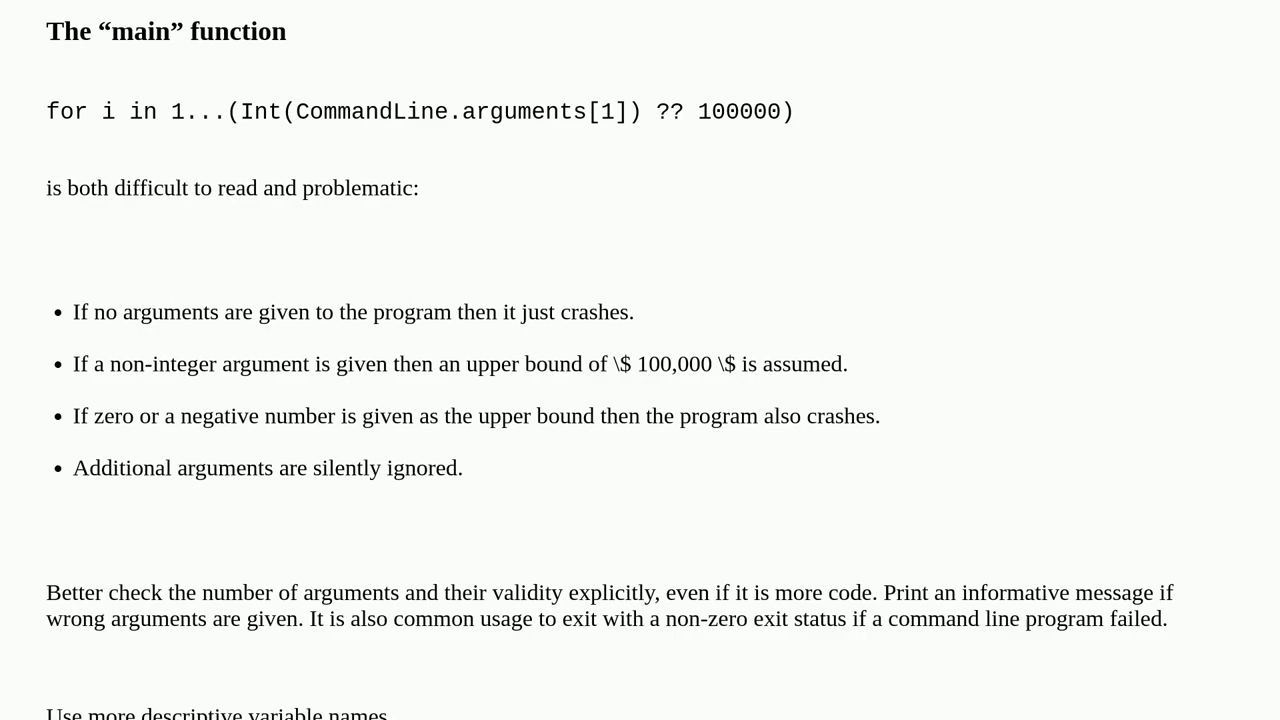 The “main” function
for i in 1...(Int(CommandLine.arguments[1]) ?? 100000)
is both difficult to read and problematic:
• If no arguments are given to the program then it just crashes.
• If a non-integer argument is given then an upper bound of \$ 100,000 \$ is assumed.
• If zero or a negative number is given as the upper bound then the program also crashes.
• Additional arguments are silently ignored.
Better check the number of arguments and their validity explicitly, even if it is more code. Print an informative message if
wrong arguments are given. It is also common usage to exit with a non-zero exit status if a command line program failed.
Use more descriptive variable names